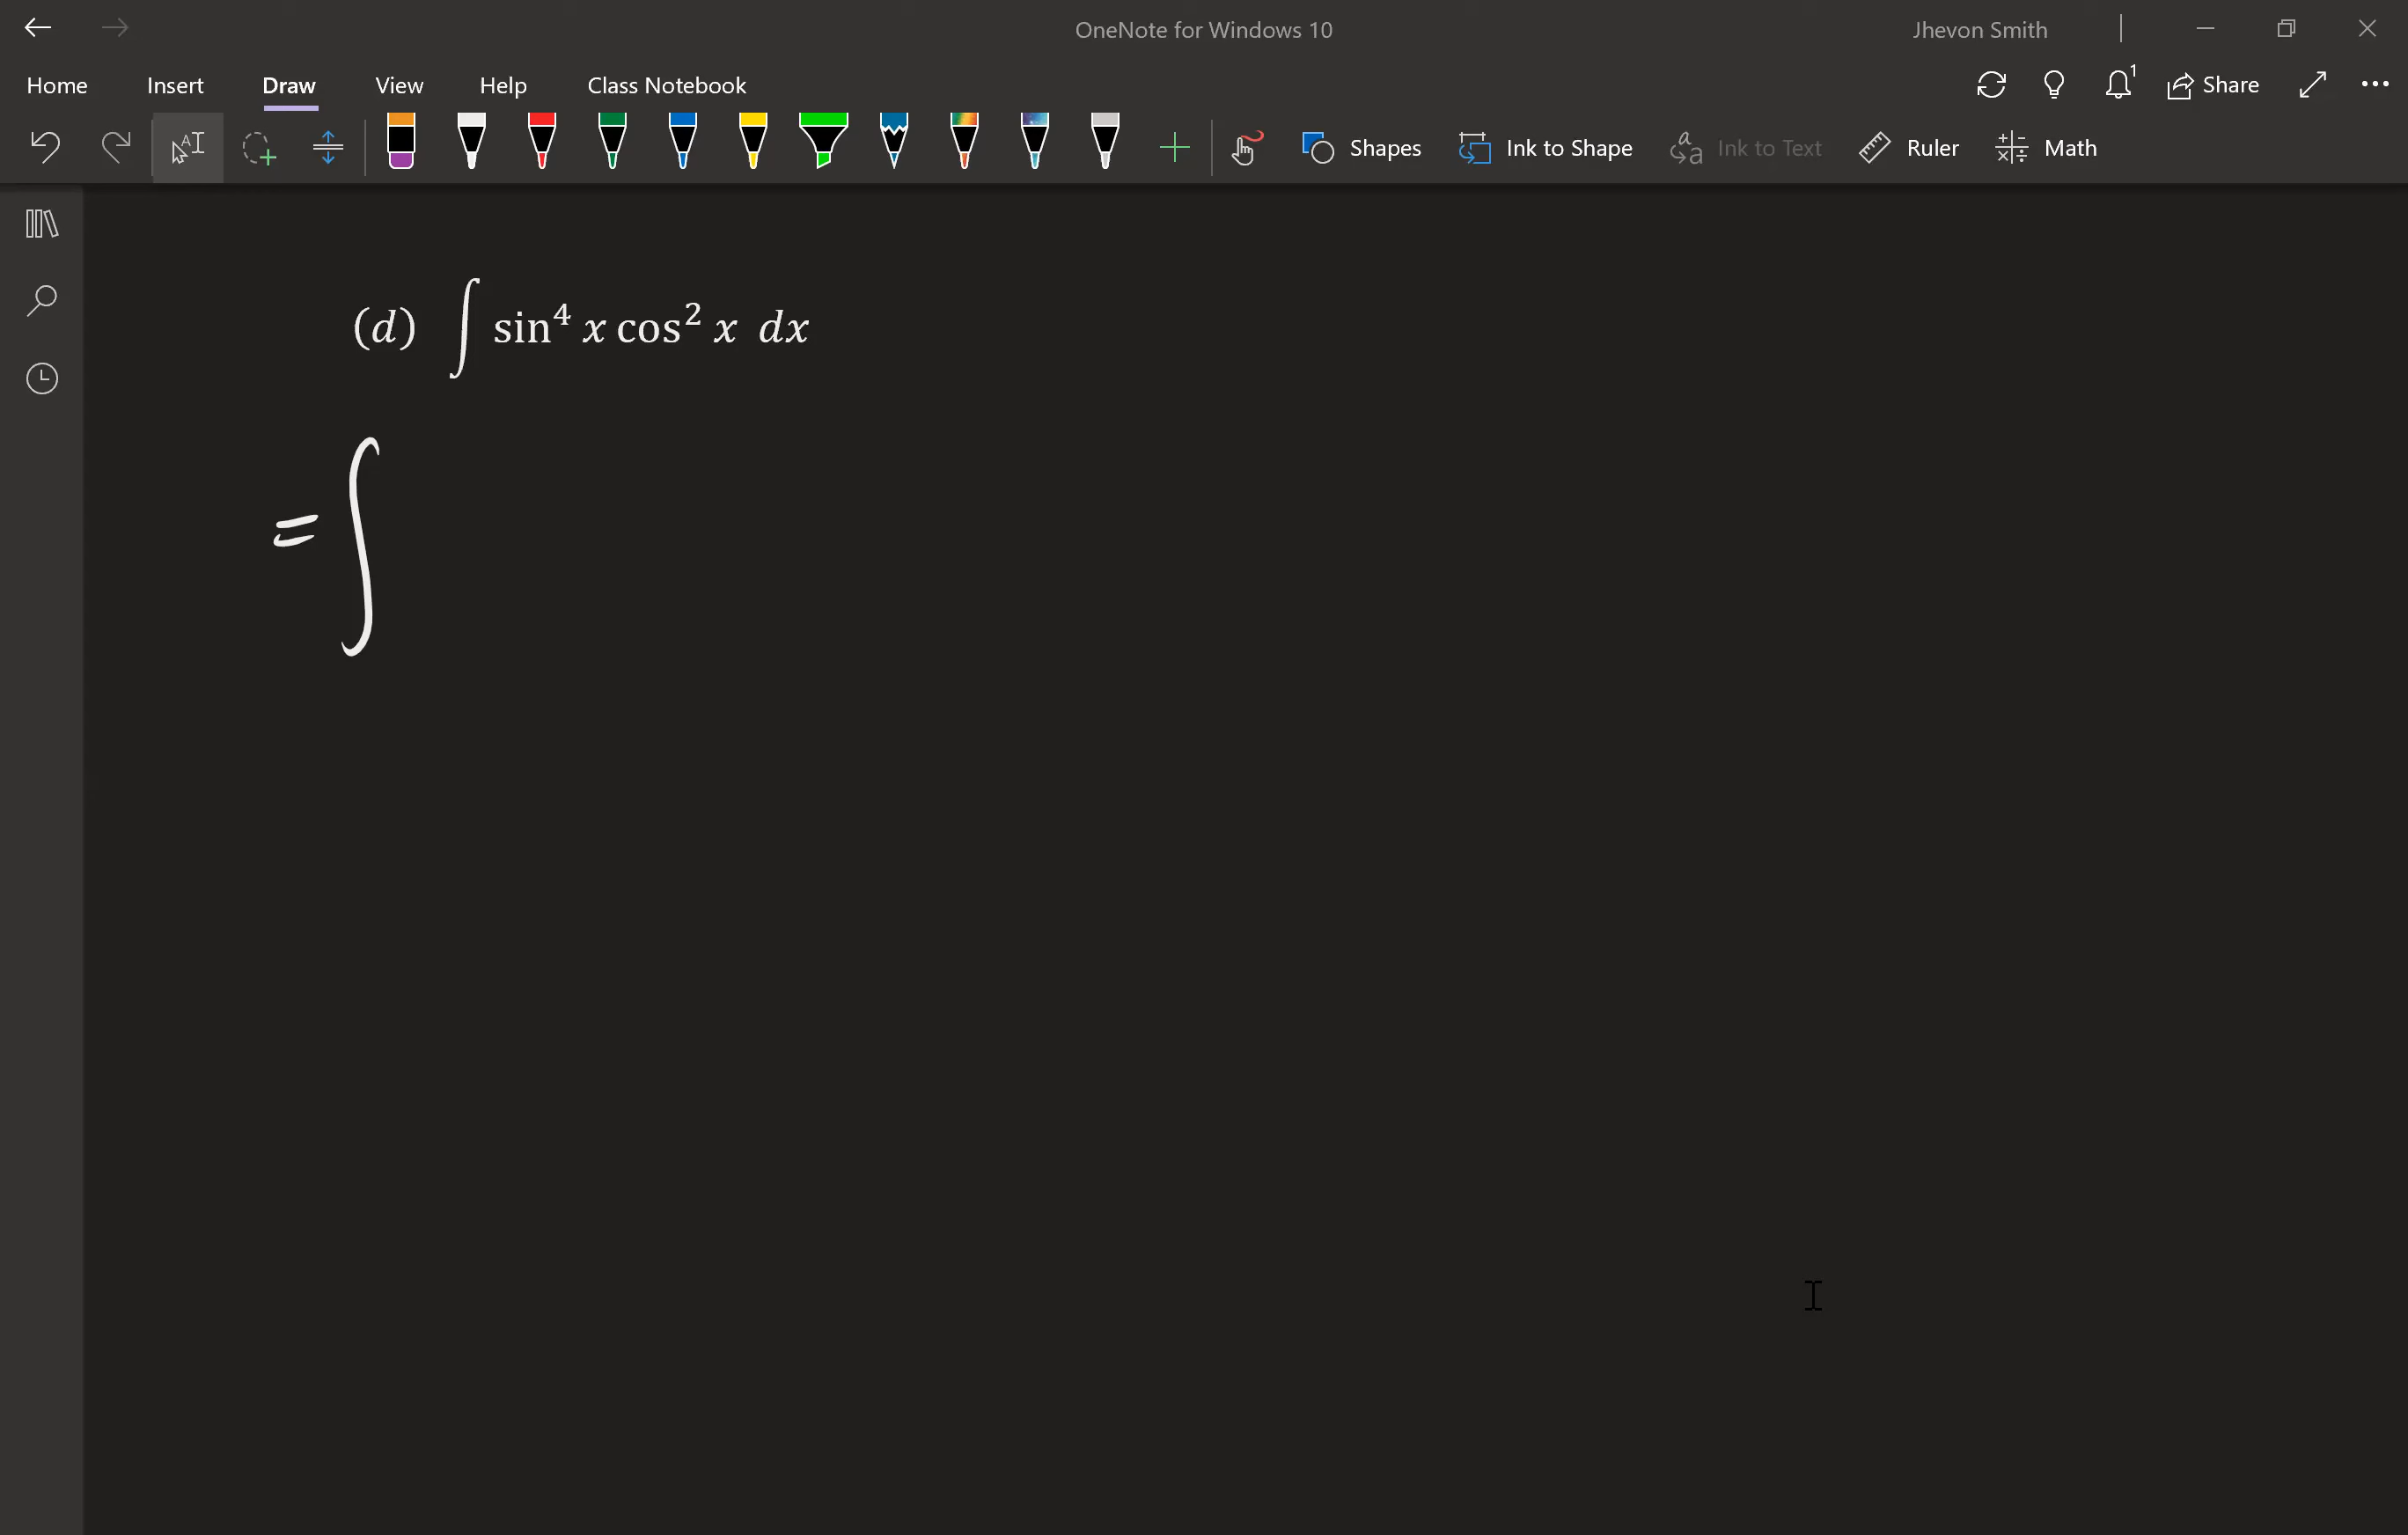 OneNote for Windows 10 Jhevon Smith
Home Insert Draw View Help Class Notebook 1 Share
Shapes Ink to Shape Ink to Text Ruler Math
(d) ∫ sin⁴ x cos² x dx
= ∫